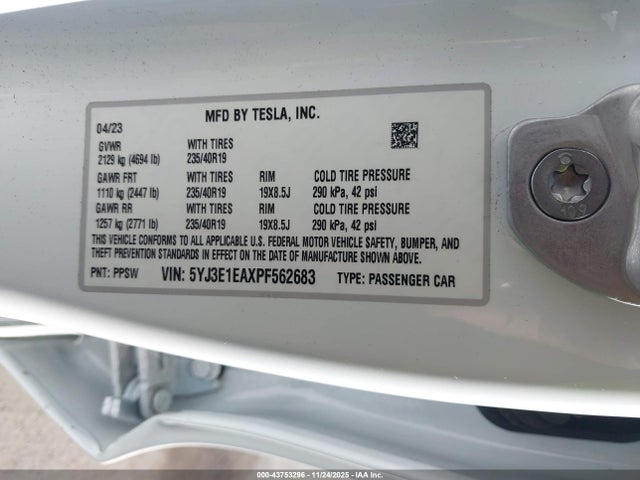 MFD BY TESLA, INC.
04/23
GVWR WITH TIRES
2129 kg (4694 lb) 235/40R19
GAWR FRT WITH TIRES RIM COLD TIRE PRESSURE
1110 kg (2447 lb) 235/40R19 19X8.5J 290 kPa, 42 psi
GAWR RR WITH TIRES RIM COLD TIRE PRESSURE
1257 kg (2771 lb) 235/40R19 19X8.5J 290 kPa, 42 psi
THIS VEHICLE CONFORMS TO ALL APPLICABLE U.S. FEDERAL MOTOR VEHICLE SAFETY, BUMPER, AND
THEFT PREVENTION STANDARDS IN EFFECT ON THE DATE OF MANUFACTURE SHOWN ABOVE.
PNT: PPSW VIN: 5YJ3E1EAXPF562683 TYPE: PASSENGER CAR
109
000-43753296 - 11/24/2025 - IAAI.COM